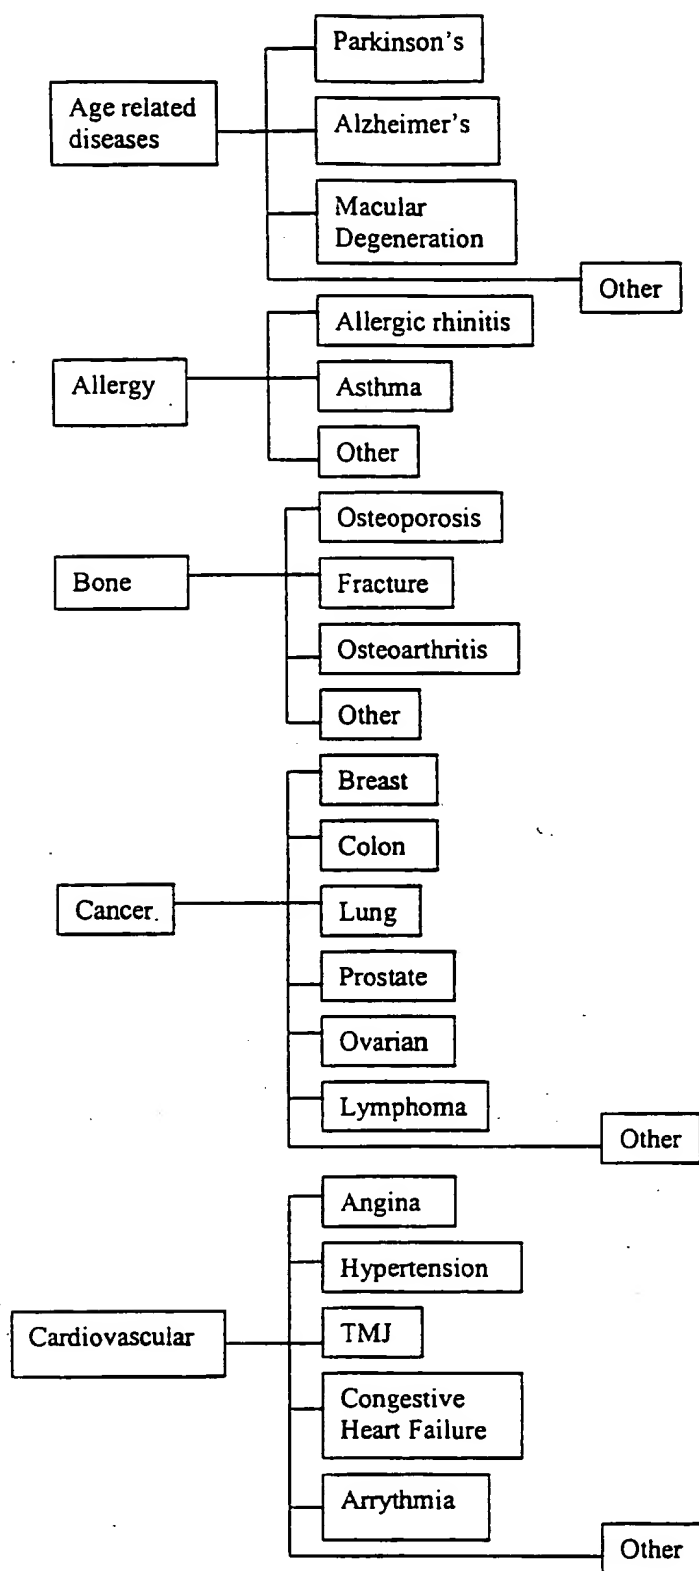 Parkinson's
Age related
diseases
Alzheimer's
Macular
Degeneration
Other
Allergic rhinitis
Allergy
Asthma
Other
Osteoporosis
Bone
Fracture
Osteoarthritis
Other
Breast
Colon
Cancer.
Lung
Prostate
Ovarian
Lymphoma
Other
Angina
Hypertension
Cardiovascular
TMJ
Congestive
Heart Failure
Arrythmia
Other